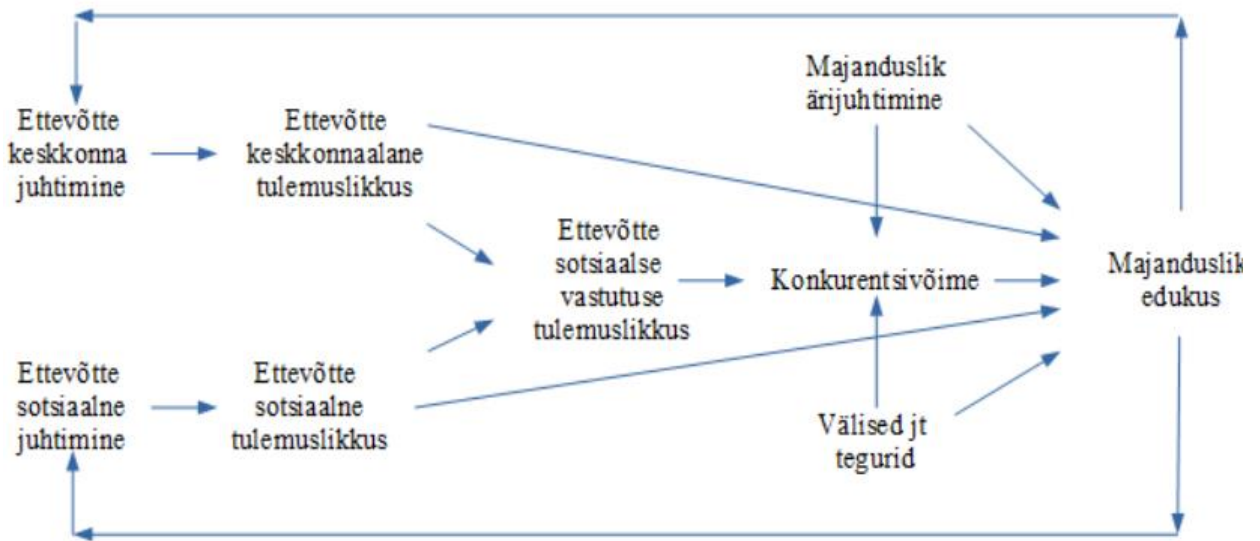 Majanduslik
ärijuhtimine
Ettevõtte
keskkonna
juhtimine
Ettevõtte
keskkonnaalane
tulemuslikkus
Ettevõtte
sotsiaalse
vastutuse
tulemuslikkus
Konkurentsivõime
Majanduslik
edukus
Ettevõtte
sotsiaalne
juhtimine
Ettevõtte
sotsiaalne
tulemuslikkus
Välised jt
tegurid